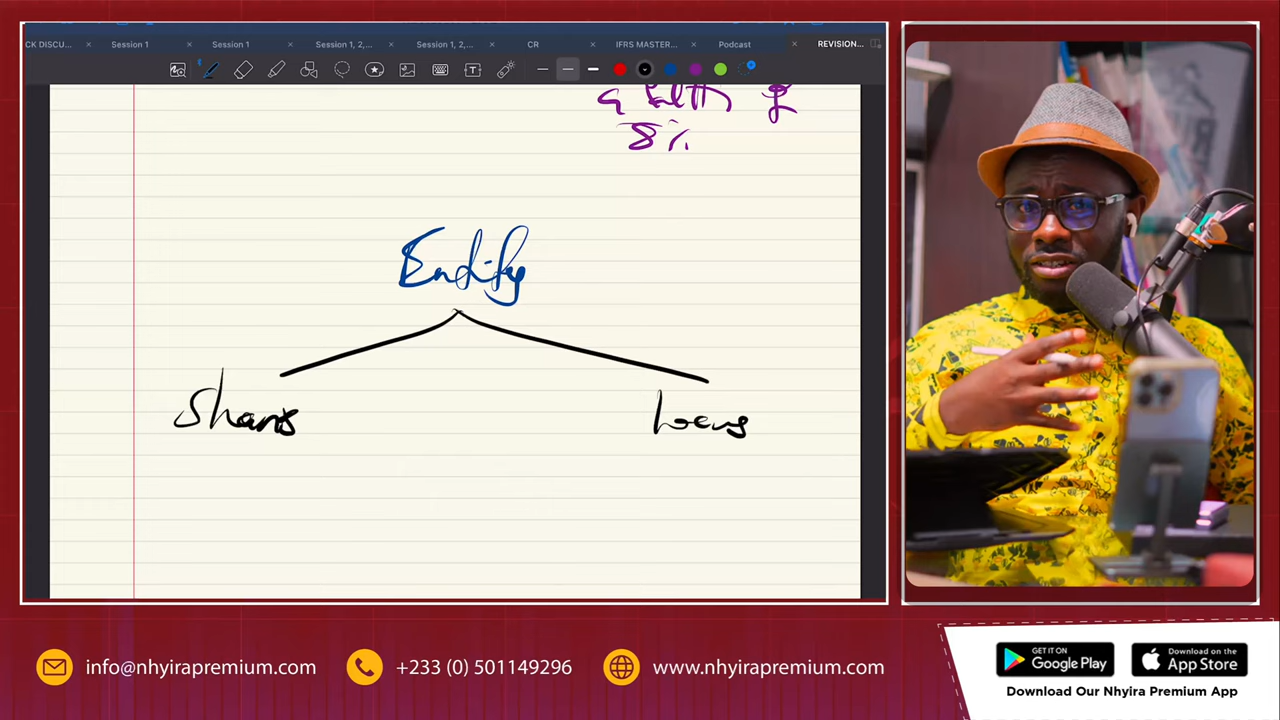 CK DISCU...
Session 1
Session 1
Session 1, 2,...
Session 1, 2,...
CR
IFRS MASTER...
Podcast
REVISION...
8%
Entity
Shares
Loans
info@nhyirapremium.com
+233 (0) 501149296
www.nhyirapremium.com
GET IT ON
Google Play
Download on the
App Store
Download Our Nhyira Premium App